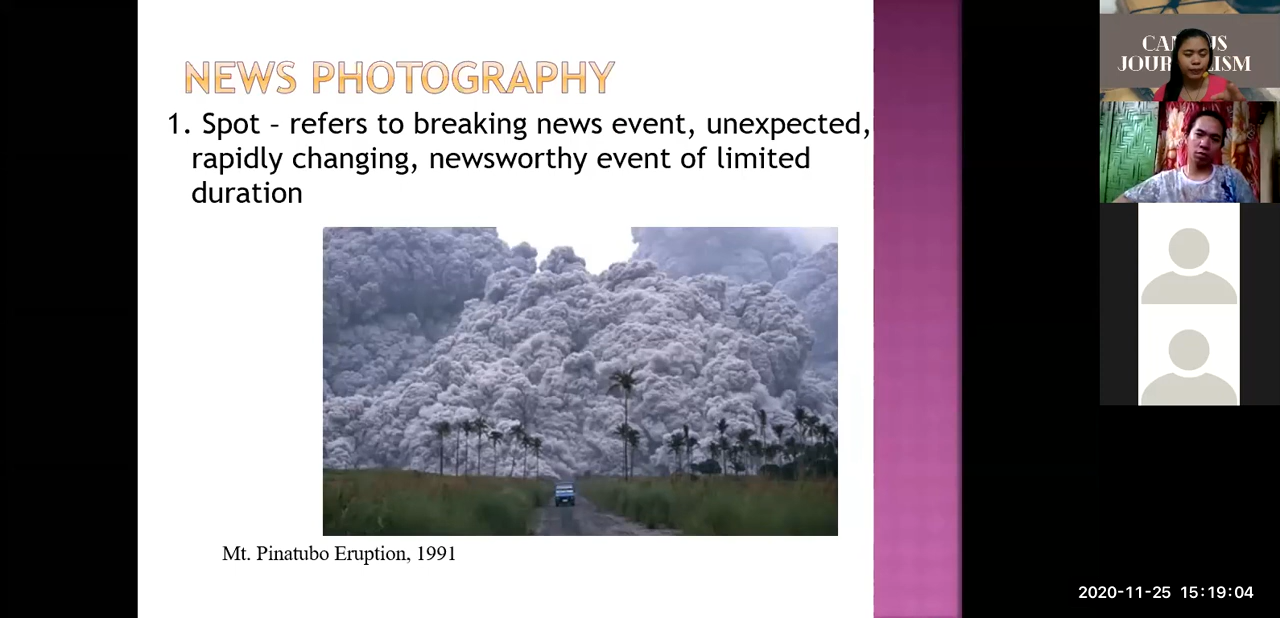 NEWS PHOTOGRAPHY
1. Spot – refers to breaking news event, unexpected,
rapidly changing, newsworthy event of limited
duration
Mt. Pinatubo Eruption, 1991
2020-11-25 15:19:04